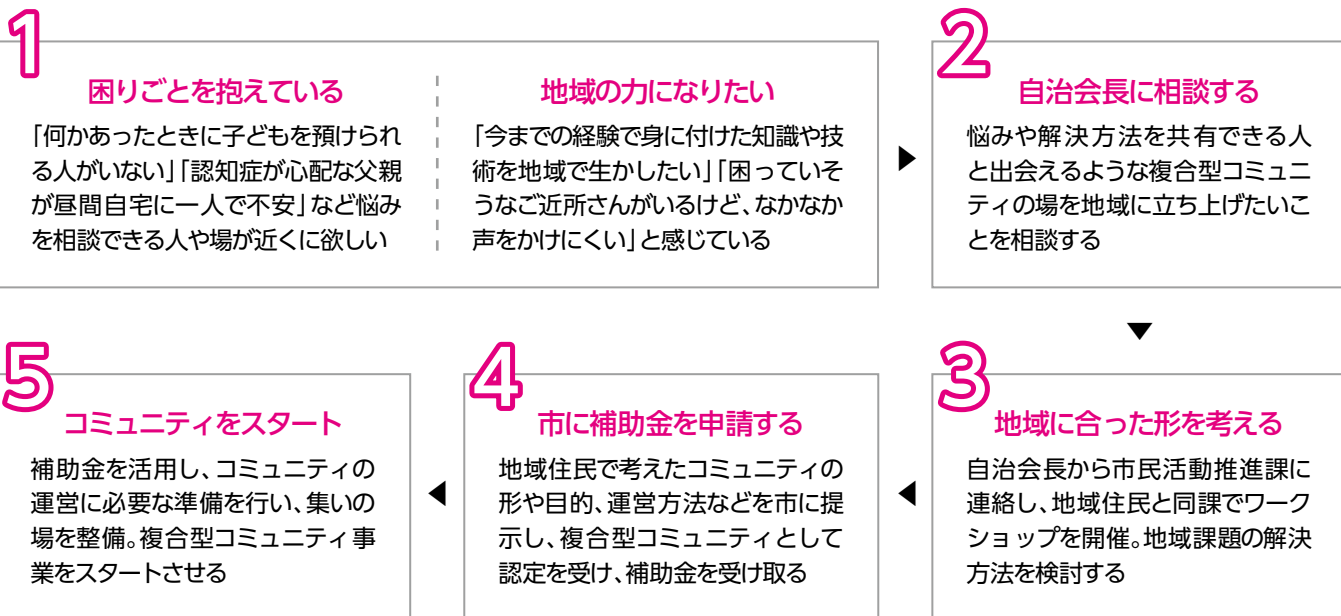 1
困りごとを抱えている
「何かあったときに子どもを預けられ
る人がいない」「認知症が心配な父親
が昼間自宅に一人で不安」など悩み
を相談できる人や場が近くに欲しい
地域の力になりたい
「今までの経験で身に付けた知識や技
術を地域で生かしたい」「困っていそ
うなご近所さんがいるけど、なかなか
声をかけにくい」と感じている
▶
2
自治会長に相談する
悩みや解決方法を共有できる人
と出会えるような複合型コミュニ
ティの場を地域に立ち上げたいこ
とを相談する
▼
3
地域に合った形を考える
自治会長から市民活動推進課に
連絡し、地域住民と同課でワーク
ショップを開催。地域課題の解決
方法を検討する
◀
4
市に補助金を申請する
地域住民で考えたコミュニティの
形や目的、運営方法などを市に提
示し、複合型コミュニティとして
認定を受け、補助金を受け取る
◀
5
コミュニティをスタート
補助金を活用し、コミュニティの
運営に必要な準備を行い、集いの
場を整備。複合型コミュニティ事
業をスタートさせる